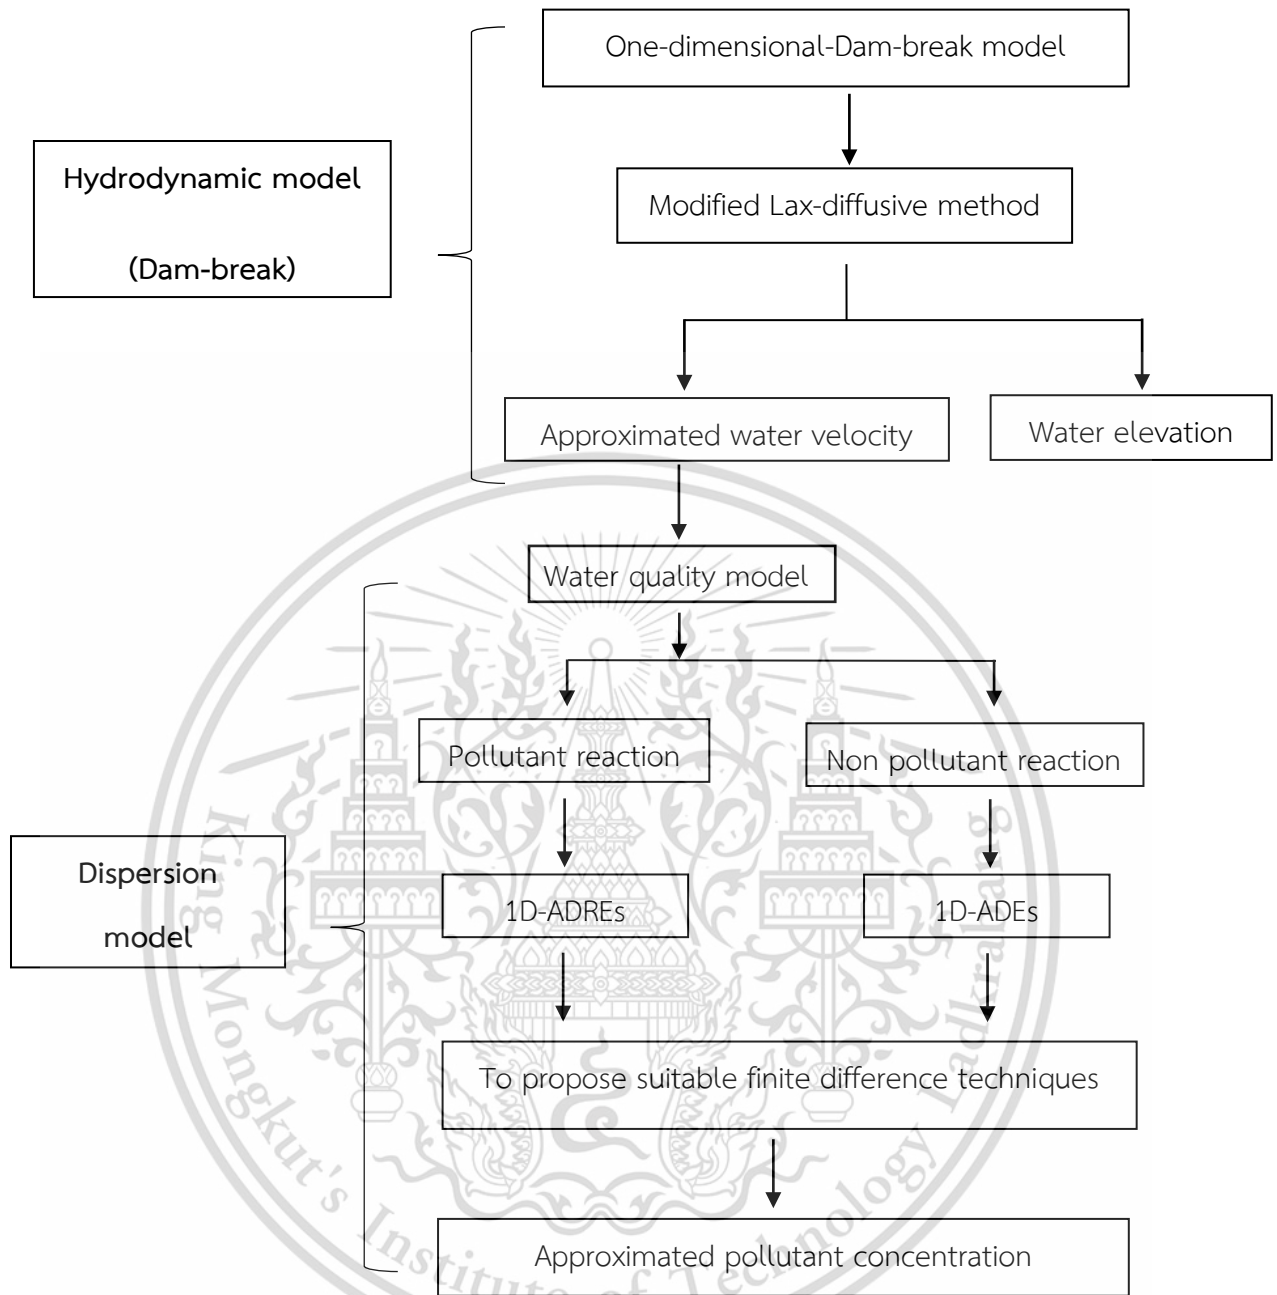 One-dimensional-Dam-break model
Hydrodynamic model
(Dam-break)
Modified Lax-diffusive method
Approximated water velocity
Water elevation
Water quality model
Pollutant reaction
Non pollutant reaction
Dispersion
model
1D-ADREs
1D-ADEs
To propose suitable finite difference techniques
Approximated pollutant concentration
King Mongkut's Institute of Technology Ladkrabang